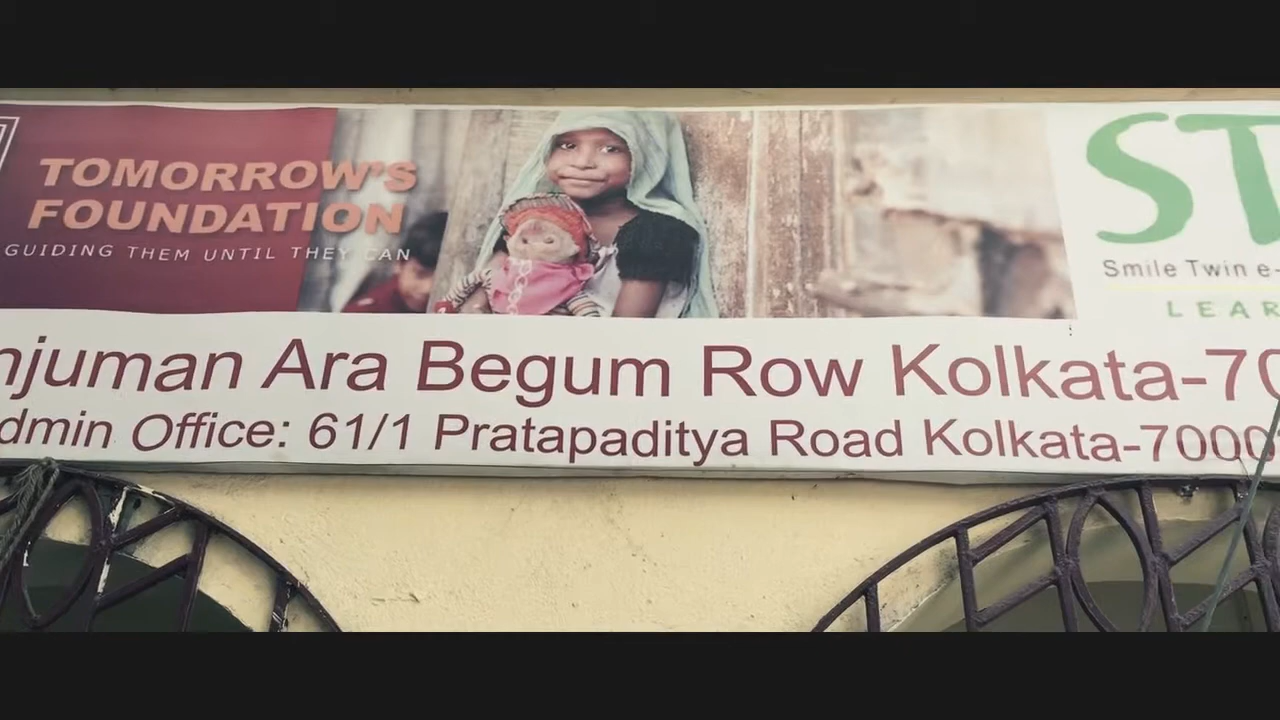 TOMORROW'S
FOUNDATION
GUIDING THEM UNTIL THEY CAN
ST
Smile Twin e-
LEAR
njuman Ara Begum Row Kolkata-70
dmin Office: 61/1 Pratapaditya Road Kolkata-7000